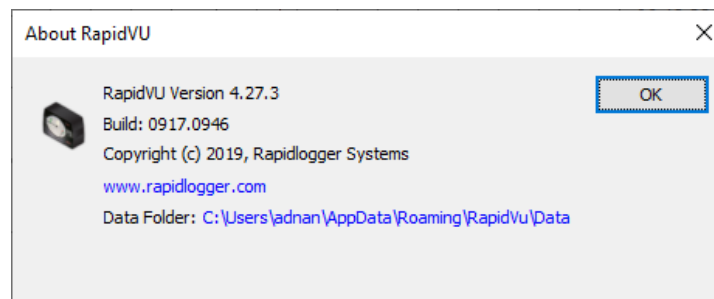 About RapidVU
RapidVU Version 4.27.3
OK
Build: 0917.0946
Copyright (c) 2019, Rapidlogger Systems
www.rapidlogger.com
Data Folder: C:\Users\adnan\AppData\Roaming\RapidVu\Data